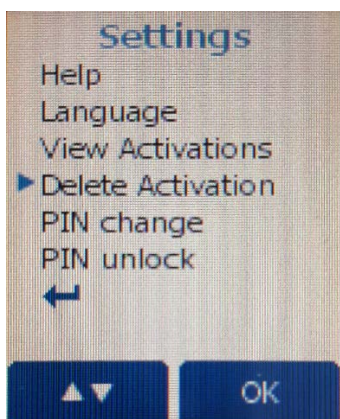 Settings
Help
Language
View Activations
Delete Activation
PIN change
PIN unlock
OK